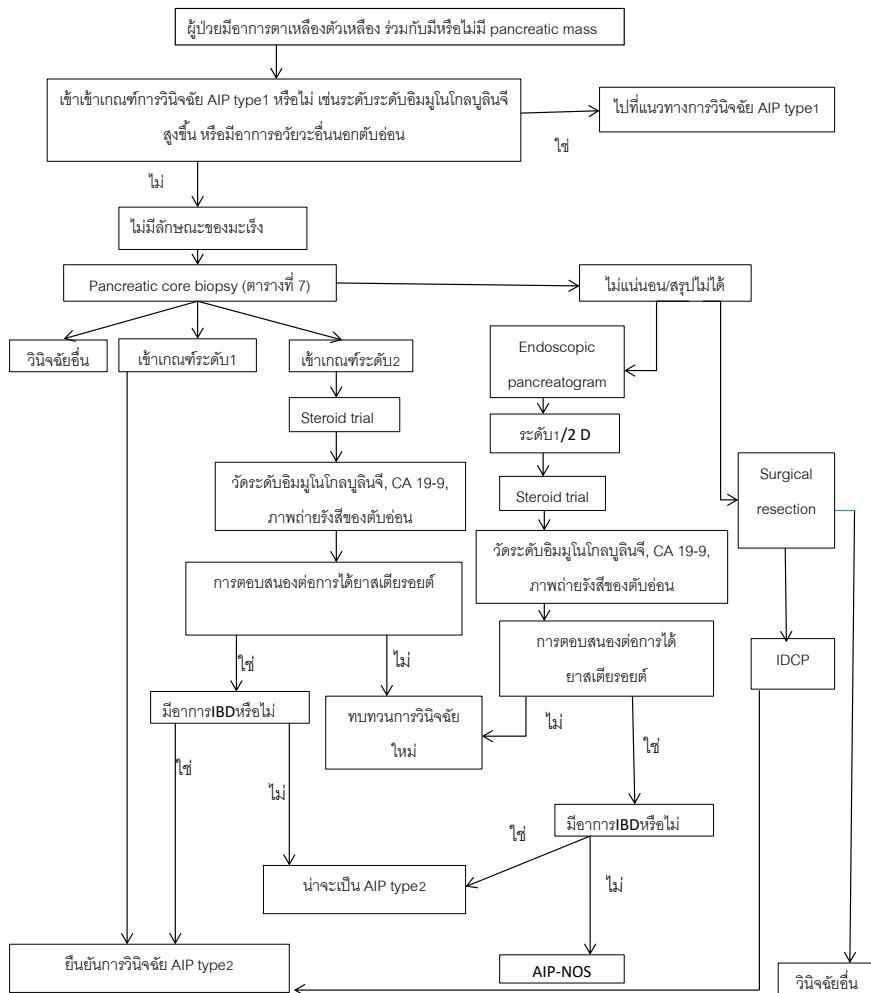 ผู้ป่วยมีอาการตาเหลืองตัวเหลือง ร่วมกับมีหรือไม่มี pancreatic mass
เข้าเข้าเกณฑ์การวินิจฉัย AIP type1 หรือไม่ เช่นระดับระดับอิมมูโนโกลบูลินจี
สูงขึ้น หรือมีอาการอวัยวะอื่นนอกตับอ่อน
ไปที่แนวทางการวินิจฉัย AIP type1
ใช่
ไม่
ไม่มีลักษณะของมะเร็ง
Pancreatic core biopsy (ตารางที่ 7)
ไม่แน่นอน/สรุปไม่ได้
วินิจฉัยอื่น
เข้าเกณฑ์ระดับ1
เข้าเกณฑ์ระดับ2
Endoscopic
pancreatogram
Steroid trial
ระดับ1/2 D
วัดระดับอิมมูโนโกลบูลินจี, CA 19-9,
ภาพถ่ายรังสีของตับอ่อน
Steroid trial
Surgical
resection
วัดระดับอิมมูโนโกลบูลินจี, CA 19-9,
ภาพถ่ายรังสีของตับอ่อน
การตอบสนองต่อการได้ยาสเตียรอยต์
การตอบสนองต่อการได้
ยาสเตียรอยต์
IDCP
ใช่
ไม่
มีอาการIBDหรือไม่
ทบทวนการวินิจฉัย
ใหม่
ไม่
ใช่
ใช่
ไม่
มีอาการIBDหรือไม่
ใช่
ไม่
น่าจะเป็น AIP type2
ยืนยันการวินิจฉัย AIP type2
AIP-NOS
วินิจฉัยอื่น